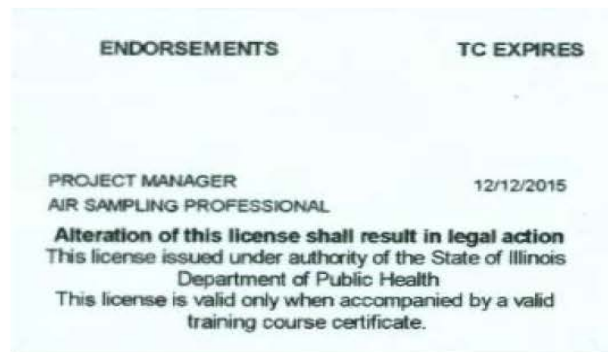 ENDORSEMENTS TC EXPIRES
PROJECT MANAGER 12/12/2015
AIR SAMPLING PROFESSIONAL
Alteration of this license shall result in legal action
This license issued under authority of the State of Illinois
Department of Public Health
This license is valid only when accompanied by a valid
training course certificate.